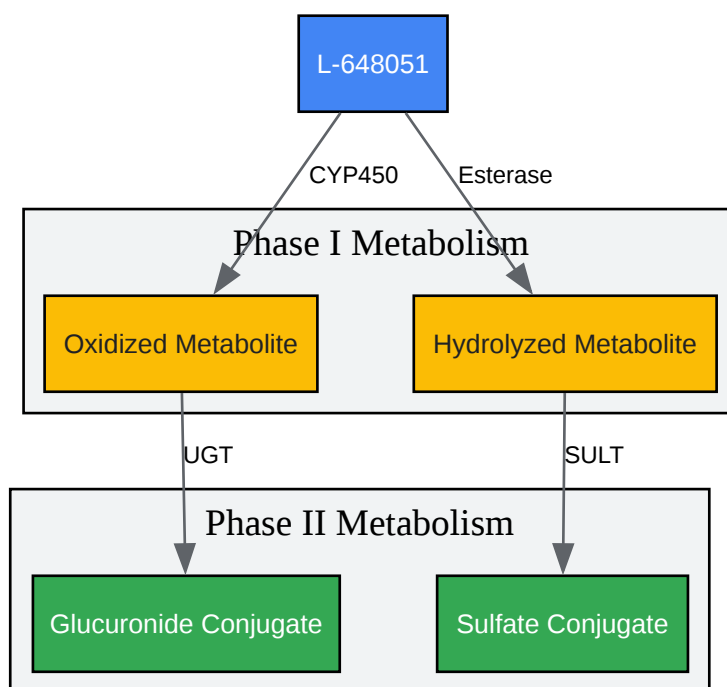 L-648051
CYP450
Esterase
Phase I Metabolism
Oxidized Metabolite
Hydrolyzed Metabolite
UGT
SULT
Phase II Metabolism
Glucuronide Conjugate
Sulfate Conjugate